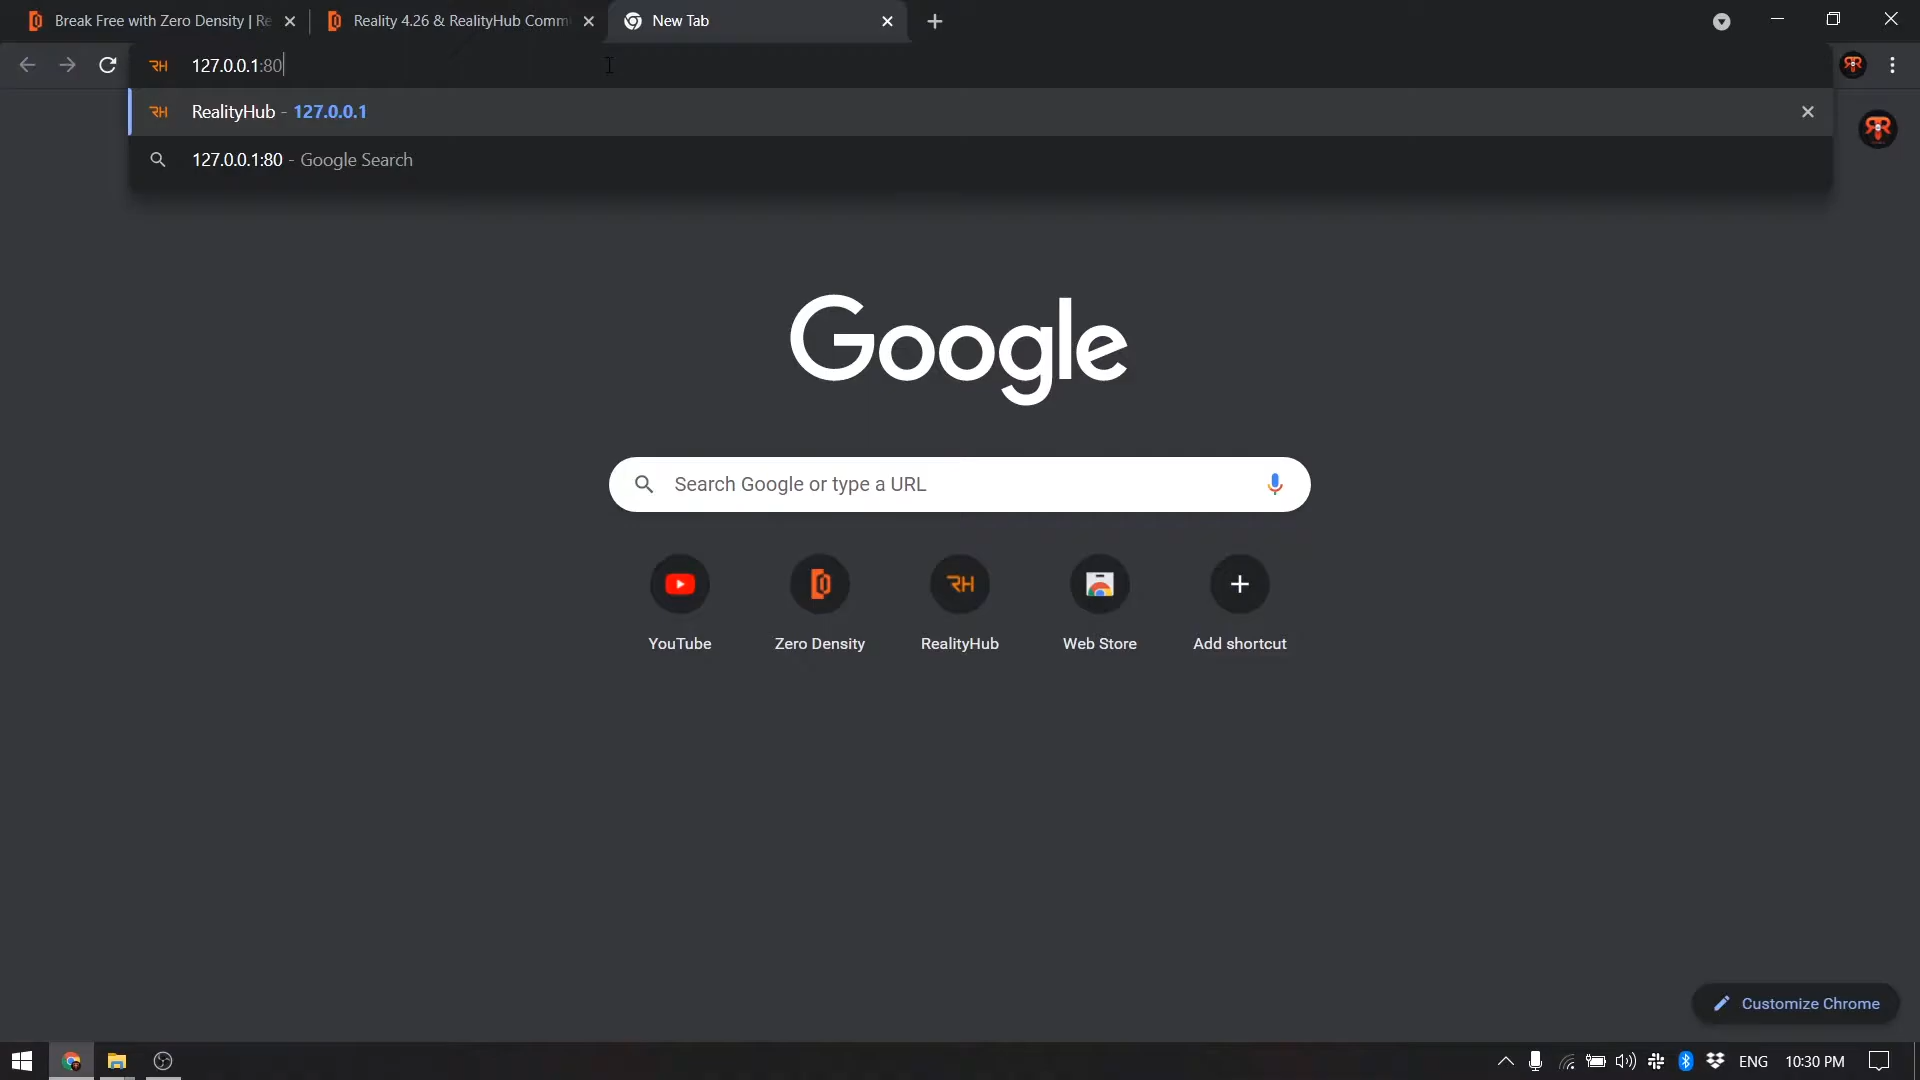 Break Free with Zero Density | Re
Reality 4.26 & RealityHub Comm
New Tab
127.0.0.1:80
RealityHub - 127.0.0.1
127.0.0.1:80 - Google Search
Google
Search Google or type a URL
YouTube
Zero Density
RH
RealityHub
Web Store
Add shortcut
Customize Chrome
ENG
10:30 PM